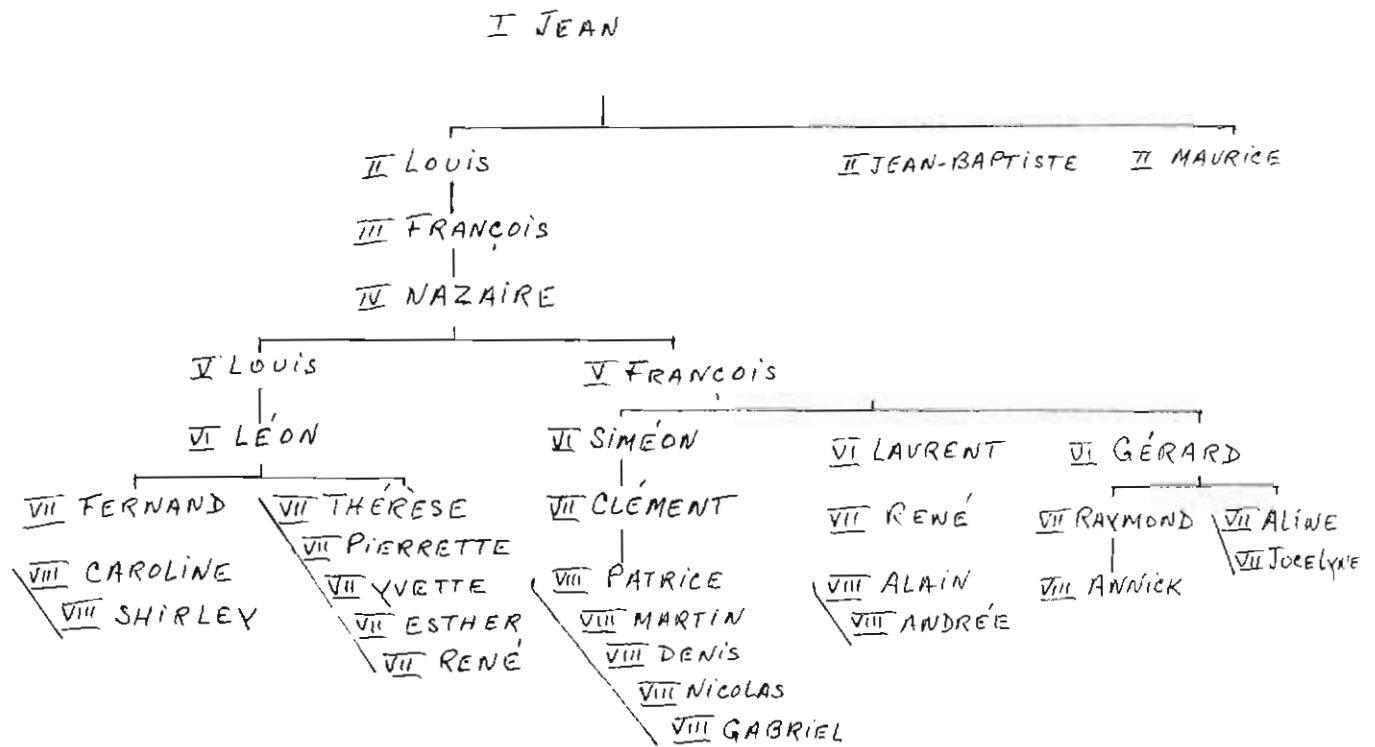 I JEAN
II Louis II JEAN-BAPTISTE II MAURICE
III FRANÇOIS
IV NAZAIRE
V Louis V FRANÇOIS
VI LÉON VI SIMÉON VI LAURENT VI GÉRARD
VII FERNAND VII THÉRÈSE VII CLÉMENT VII RENÉ VII RAYMOND VII ALINE
VII PIERRETTE VII JOCELYNE
VIII CAROLINE VII YVETTE VIII PATRICE VIII ALAIN VIII ANNICK
VIII SHIRLEY VII ESTHER VIII MARTIN VIII ANDRÉE
VII RENÉ VIII DENIS
VIII NICOLAS
VIII GABRIEL